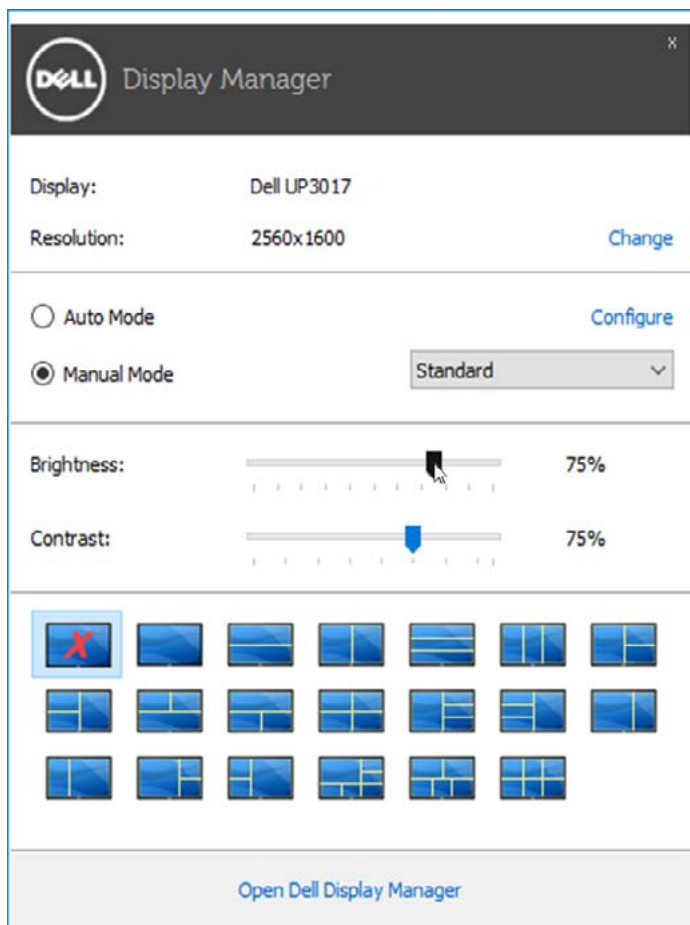 DELL Display Manager
x
Display: Dell UP3017
Resolution: 2560x1600 Change
Auto Mode Configure
Manual Mode Standard
Brightness: 75%
Contrast: 75%
X
Open Dell Display Manager